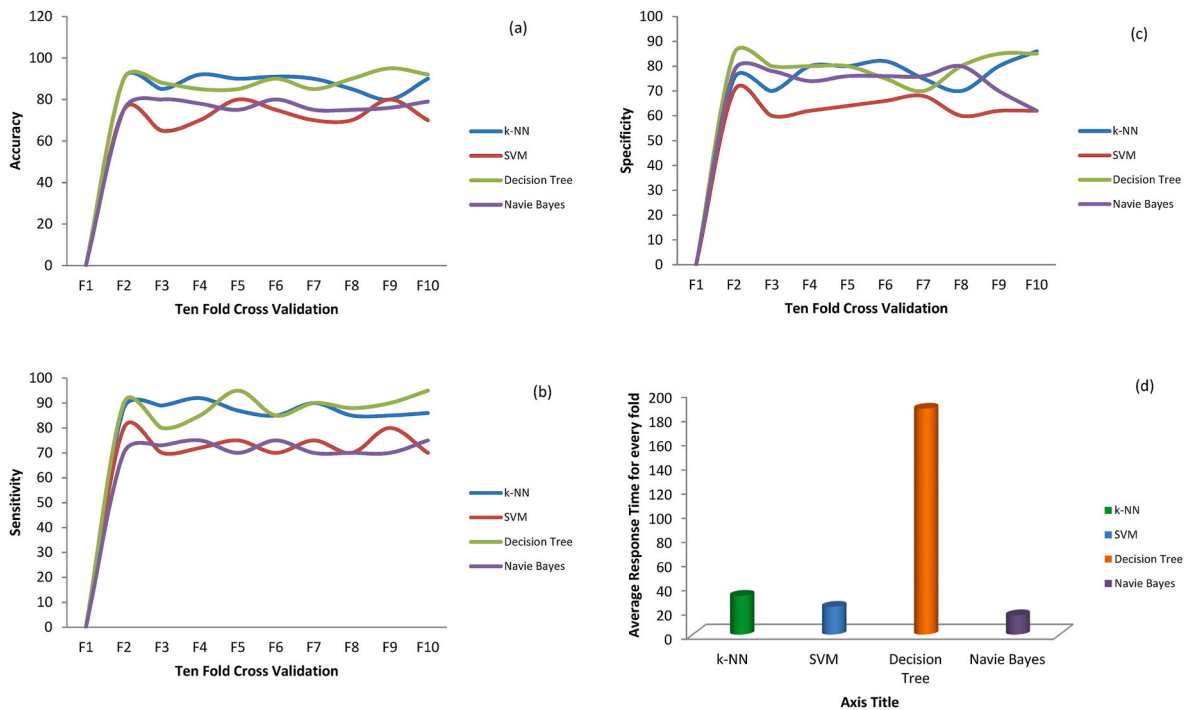 (a)
Accuracy
120
100
80
60
40
20
0
F1 F2 F3 F4 F5 F6 F7 F8 F9 F10
Ten Fold Cross Validation
k-NN
SVM
Decision Tree
Navie Bayes
(c)
Specificity
100
90
80
70
60
50
40
30
20
10
0
F1 F2 F3 F4 F5 F6 F7 F8 F9 F10
Ten Fold Cross Validation
k-NN
SVM
Decision Tree
Navie Bayes
(b)
Sensitivity
100
90
80
70
60
50
40
30
20
10
0
F1 F2 F3 F4 F5 F6 F7 F8 F9 F10
Ten Fold Cross Validation
k-NN
SVM
Decision Tree
Navie Bayes
(d)
Average Response Time for every fold
200
180
160
140
120
100
80
60
40
20
0
k-NN SVM Decision Navie Bayes
Tree
Axis Title
k-NN
SVM
Decision Tree
Navie Bayes